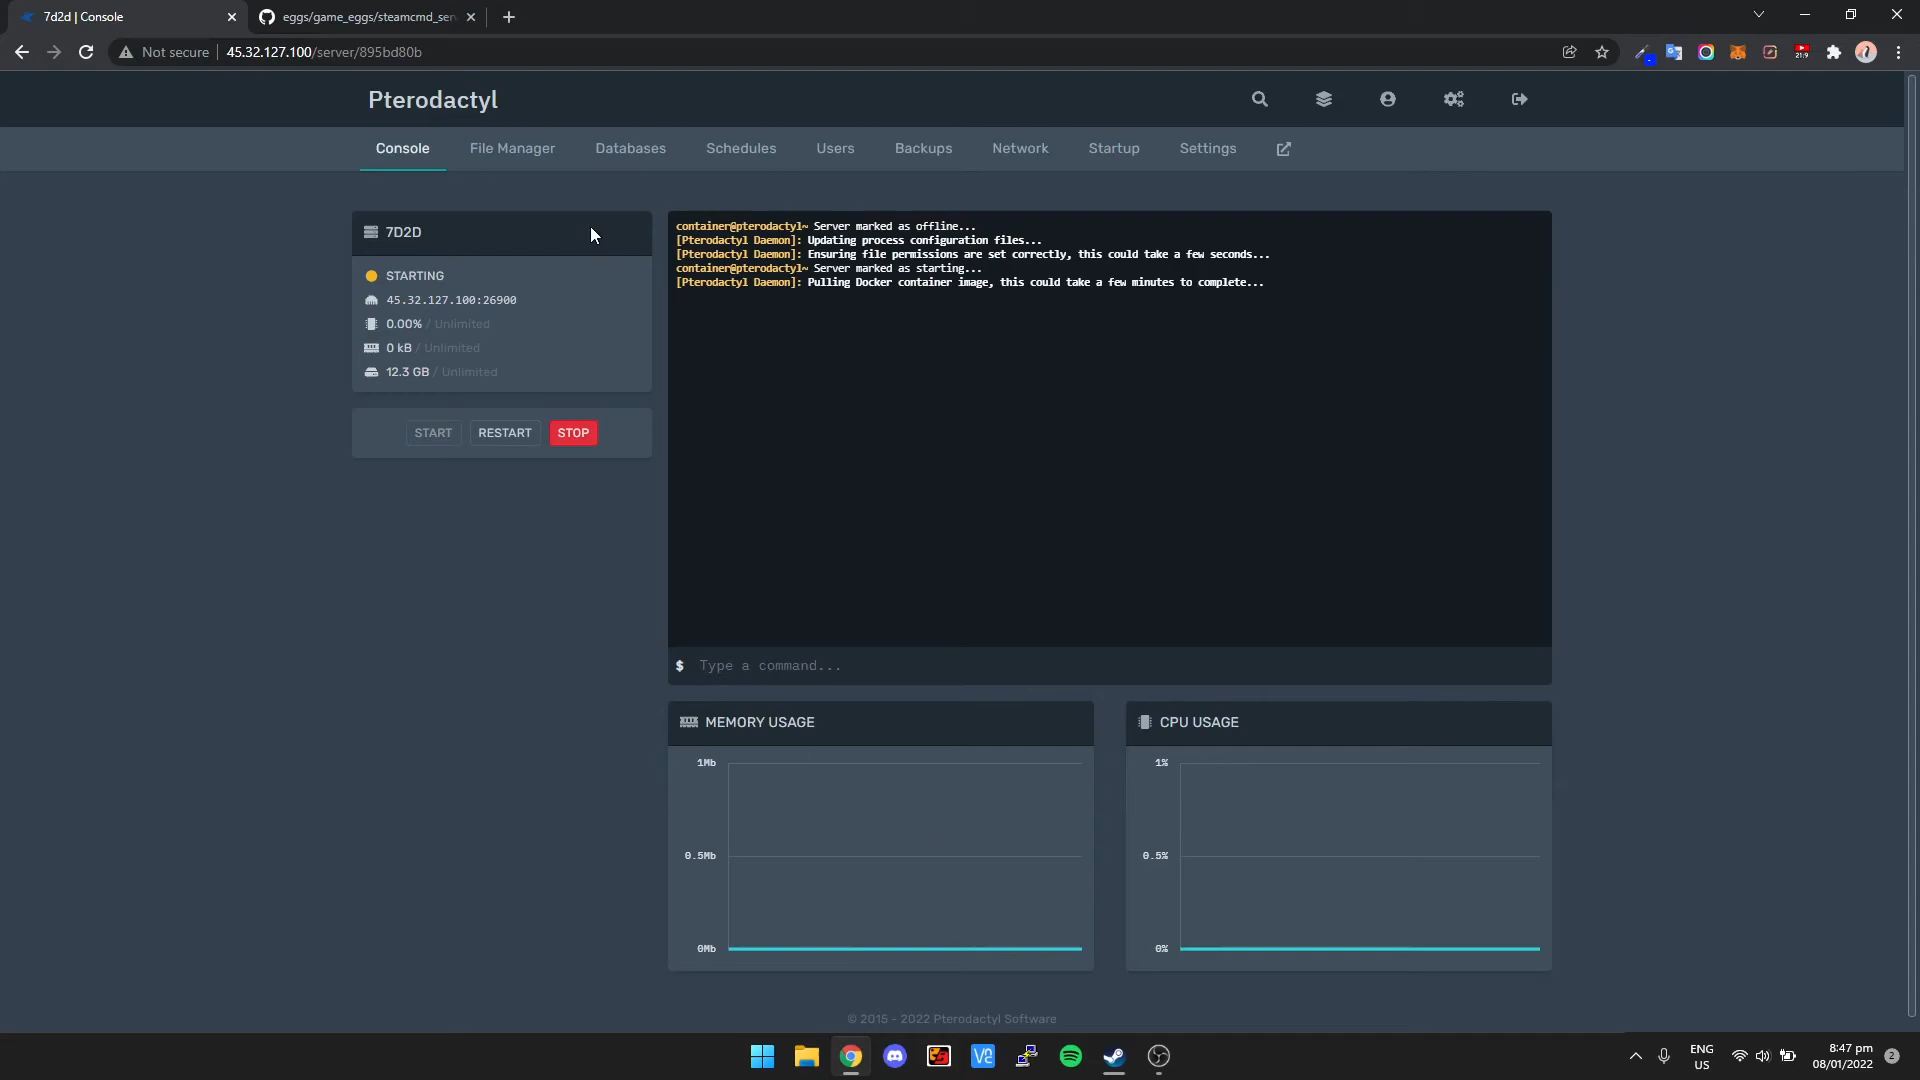 7d2d | Console
eggs/game_eggs/steamcmd_ser
Not secure
45.32.127.100/server/895bd80b
21:9
Pterodactyl
Console
File Manager
Databases
Schedules
Users
Backups
Network
Startup
Settings
7D2D
STARTING
45.32.127.100:26900
0.00% / Unlimited
0 kB / Unlimited
12.3 GB / Unlimited
START
RESTART
STOP
container@pterodactyl~ Server marked as offline...
[Pterodactyl Daemon]: Updating process configuration files...
[Pterodactyl Daemon]: Ensuring file permissions are set correctly, this could take a few seconds...
container@pterodactyl~ Server marked as starting...
[Pterodactyl Daemon]: Pulling Docker container image, this could take a few minutes to complete...
$ Type a command...
MEMORY USAGE
1Mb
0.5Mb
0Mb
CPU USAGE
1%
0.5%
0%
© 2015 - 2022 Pterodactyl Software
ENG
US
8:47 pm
08/01/2022
2